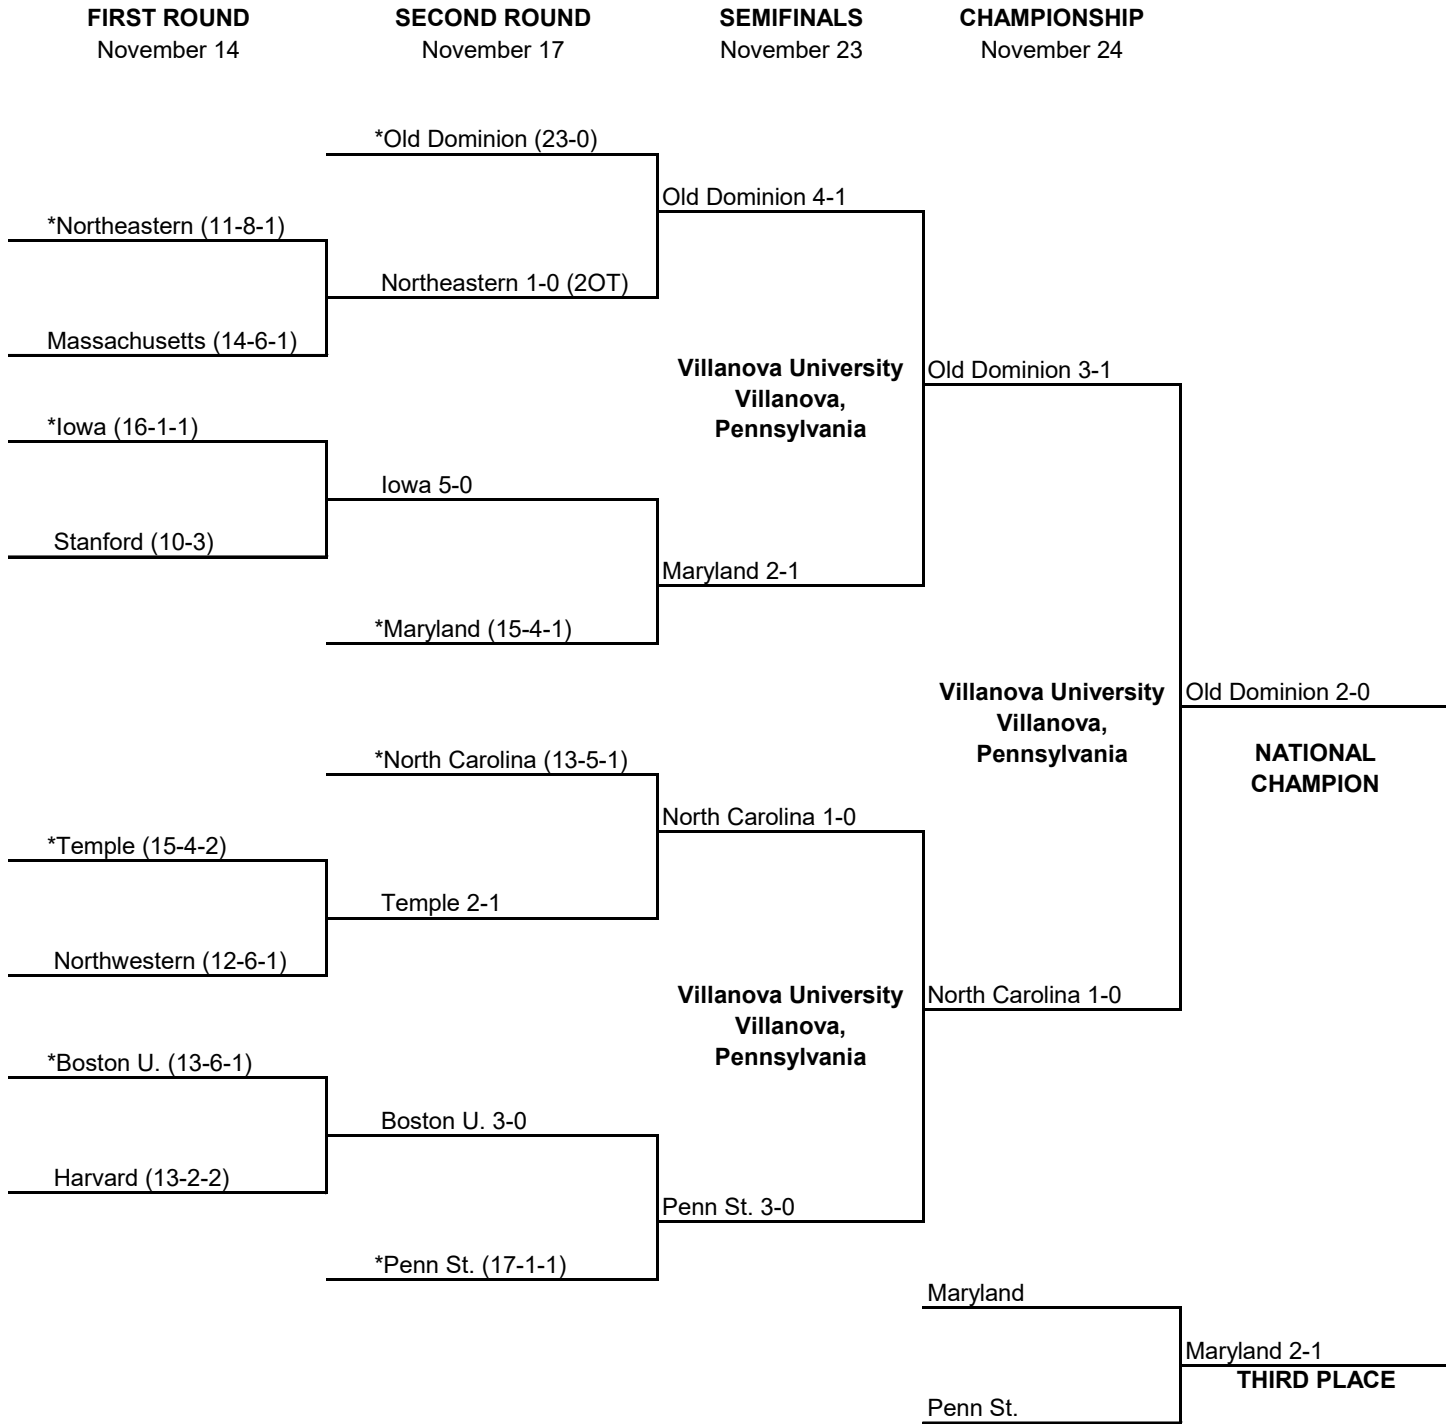 FIRST ROUND
November 14
SECOND ROUND
November 17
SEMIFINALS
November 23
CHAMPIONSHIP
November 24
*Old Dominion (23-0)
Old Dominion 4-1
*Northeastern (11-8-1)
Northeastern 1-0 (2OT)
Massachusetts (14-6-1)
Villanova University
Villanova,
Pennsylvania
Old Dominion 3-1
*Iowa (16-1-1)
Iowa 5-0
Stanford (10-3)
Maryland 2-1
*Maryland (15-4-1)
Villanova University
Villanova,
Pennsylvania
Old Dominion 2-0
NATIONAL
CHAMPION
*North Carolina (13-5-1)
North Carolina 1-0
*Temple (15-4-2)
Temple 2-1
Northwestern (12-6-1)
Villanova University
Villanova,
Pennsylvania
North Carolina 1-0
*Boston U. (13-6-1)
Boston U. 3-0
Harvard (13-2-2)
Penn St. 3-0
*Penn St. (17-1-1)
Maryland
Maryland 2-1
THIRD PLACE
Penn St.